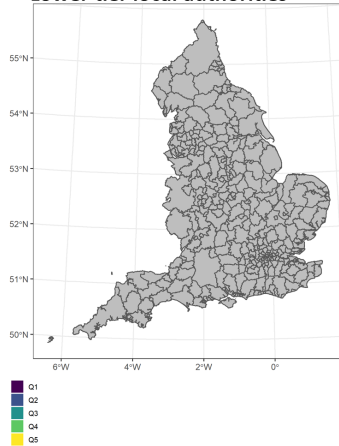 Lower tier local authorities
55°N
54°N
53°N
52°N
51°N
50°N
6°W 4°W 2°W 0°
Q1
Q2
Q3
Q4
Q5